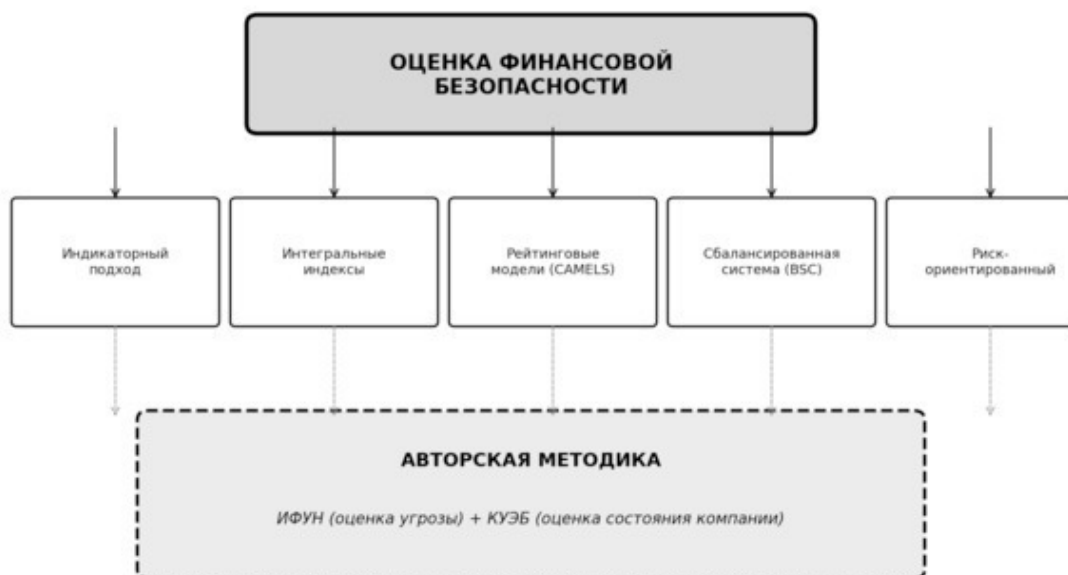 ОЦЕНКА ФИНАНСОВОЙ
БЕЗОПАСНОСТИ
Индикаторный
подход
Интегральные
индексы
Рейтинговые
модели (CAMELS)
Сбалансированная
система (BSC)
Риск-
ориентированный
АВТОРСКАЯ МЕТОДИКА
ИФУН (оценка угрозы) + КУЭБ (оценка состояния компании)